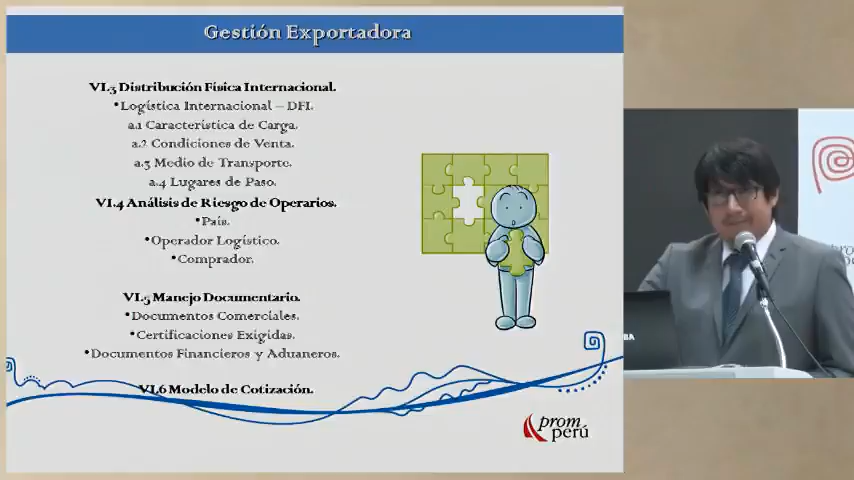 Gestión Exportadora
VI.3 Distribución Física Internacional.
•Logística Internacional – DFI.
a.1 Característica de Carga.
a.2 Condiciones de Venta.
a.3 Medio de Transporte.
a.4 Lugares de Paso.
VI.4 Análisis de Riesgo de Operarios.
•País.
•Operador Logístico.
•Comprador.
VI.5 Manejo Documentario.
•Documentos Comerciales.
•Certificaciones Exigidas.
•Documentos Financieros y Aduaneros.
VI.6 Modelo de Cotización.
prom
perú